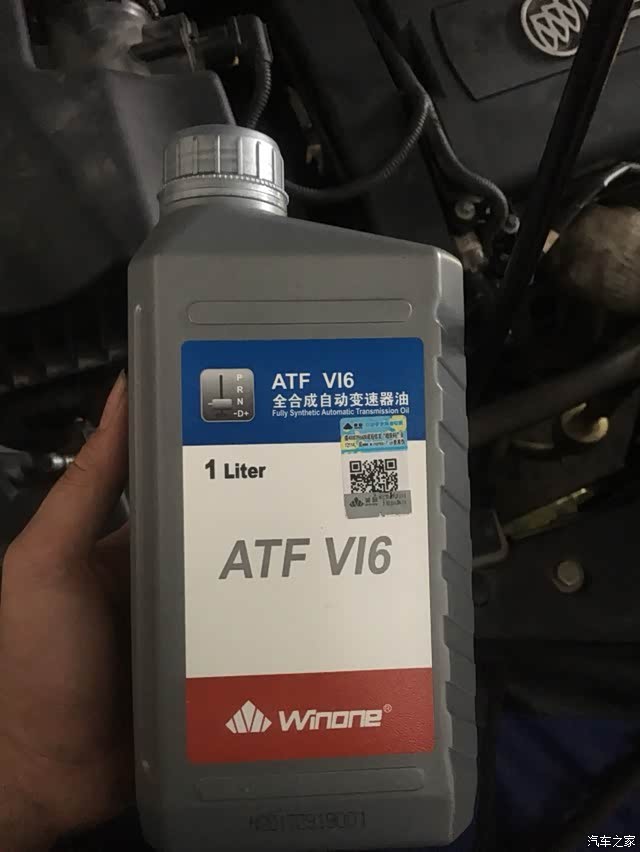 P
R
N
-D+
ATF VI6
全合成自动变速器油
Fully Synthetic Automatic Transmission Oil
1 Liter
ATF VI6
Winone®
汽车之家